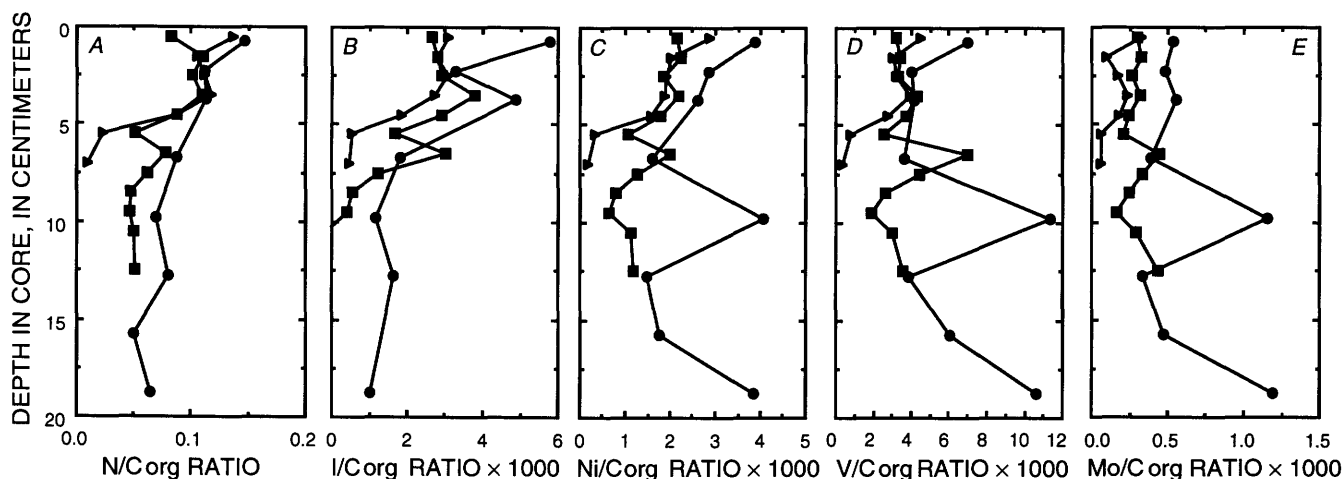 A
B
C
D
E
DEPTH IN CORE, IN CENTIMETERS
0
5
10
15
20
0.0 0.1 0.2
0 2 4 6
0 1 2 3 4 5
0 2 4 6 8 10 12
0.0 0.5 1.0 1.5
N/Corg RATIO
I/Corg RATIO × 1000
Ni/Corg RATIO × 1000
V/Corg RATIO × 1000
Mo/Corg RATIO × 1000